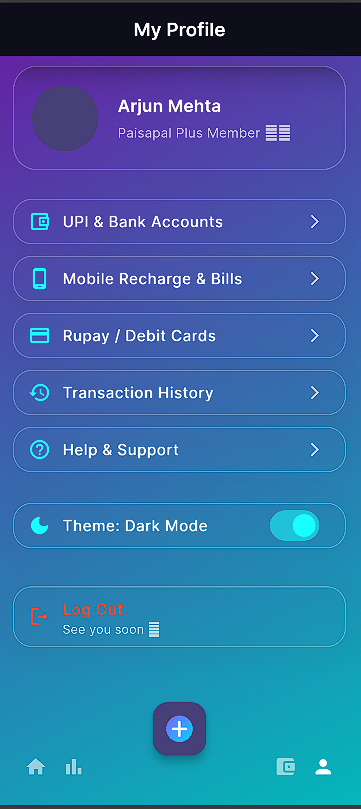 My Profile
Arjun Mehta
Paisapal Plus Member
UPI & Bank Accounts
Mobile Recharge & Bills
Rupay / Debit Cards
Transaction History
Help & Support
Theme: Dark Mode
Log Out
See you soon